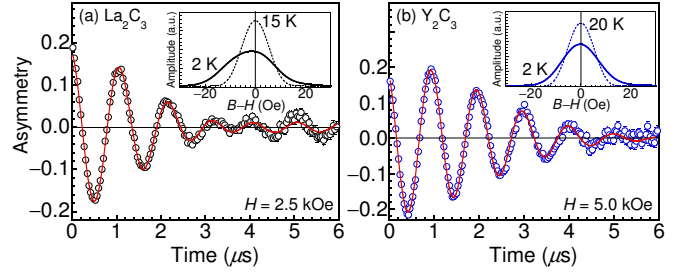 (a) La₂C₃
15 K
2 K
Amplitude (a.u.)
−20 0 20
B–H (Oe)
Asymmetry
0.2
0.1
0.0
−0.1
−0.2
H = 2.5 kOe
0 1 2 3 4 5 6
Time (μs)
(b) Y₂C₃
20 K
2 K
Amplitude (a.u.)
−20 0 20
B–H (Oe)
0.2
0.1
0.0
−0.1
−0.2
H = 5.0 kOe
0 1 2 3 4 5 6
Time (μs)